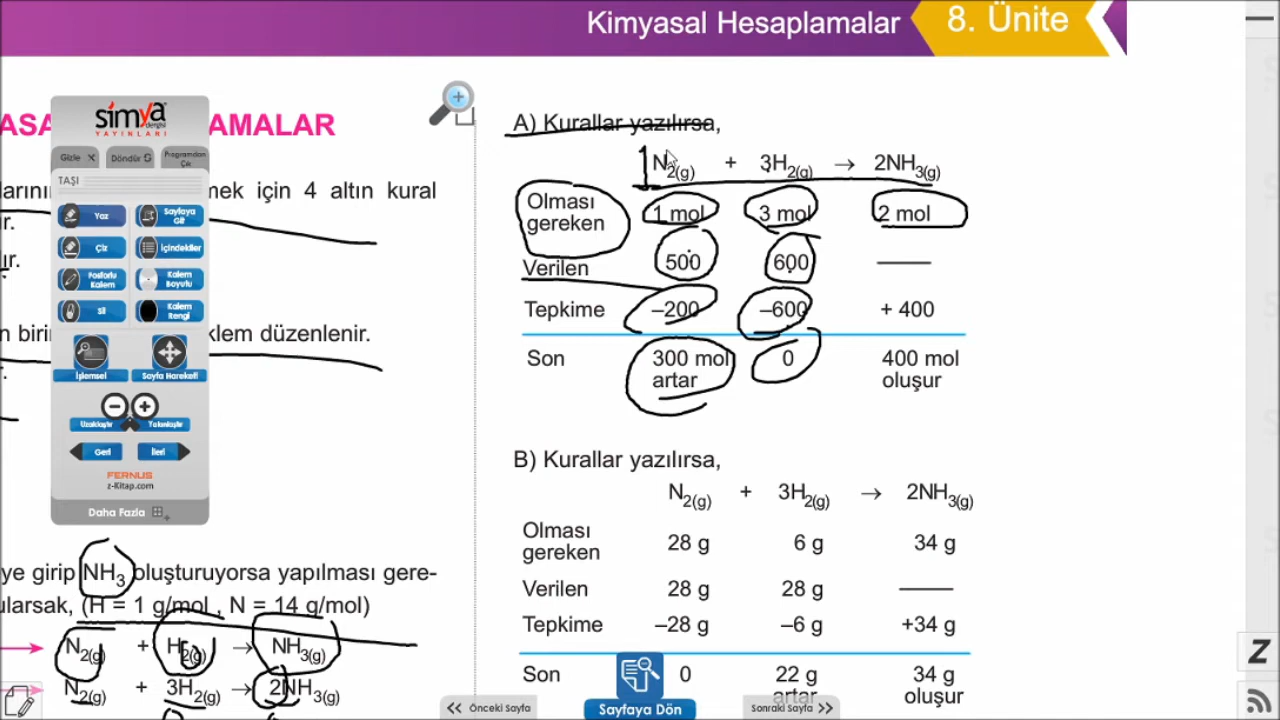 Kimyasal Hesaplamalar
8. Ünite
simya
dergisi
YAYINLARI
Gizle X
Döndür
Programdan Çık
TAŞI
Yaz
Sayfaya Git
Çiz
İçindekiler
Fosforlu Kalem
Kalem Boyutu
Sil
Kalem Rengi
İşlemsel
Sayfa Hareketi
Uzaklaştır
Yakınlaştır
Geri
İleri
FERNUS
z-Kitap.com
Daha Fazla
AMALAR
mek için 4 altın kural
klem düzenlenir.
ye girip NH3 oluşturuyorsa yapılması gere-
ularsak, (H = 1 g/mol , N = 14 g/mol)
N2(g) + H2(g) → NH3(g)
N2(g) + 3H2(g) → 2NH3(g)
A) Kurallar yazılırsa,
1 N2(g) + 3H2(g) → 2NH3(g)
Olması gereken 1 mol 3 mol 2 mol
Verilen 500 600 ——
Tepkime –200 –600 + 400
Son 300 mol artar 0 400 mol oluşur
B) Kurallar yazılırsa,
N2(g) + 3H2(g) → 2NH3(g)
Olması gereken 28 g 6 g 34 g
Verilen 28 g 28 g ——
Tepkime –28 g –6 g +34 g
Son 0 22 g artar 34 g oluşur
<< Önceki Sayfa
Sayfaya Dön
Sonraki Sayfa >>
Z